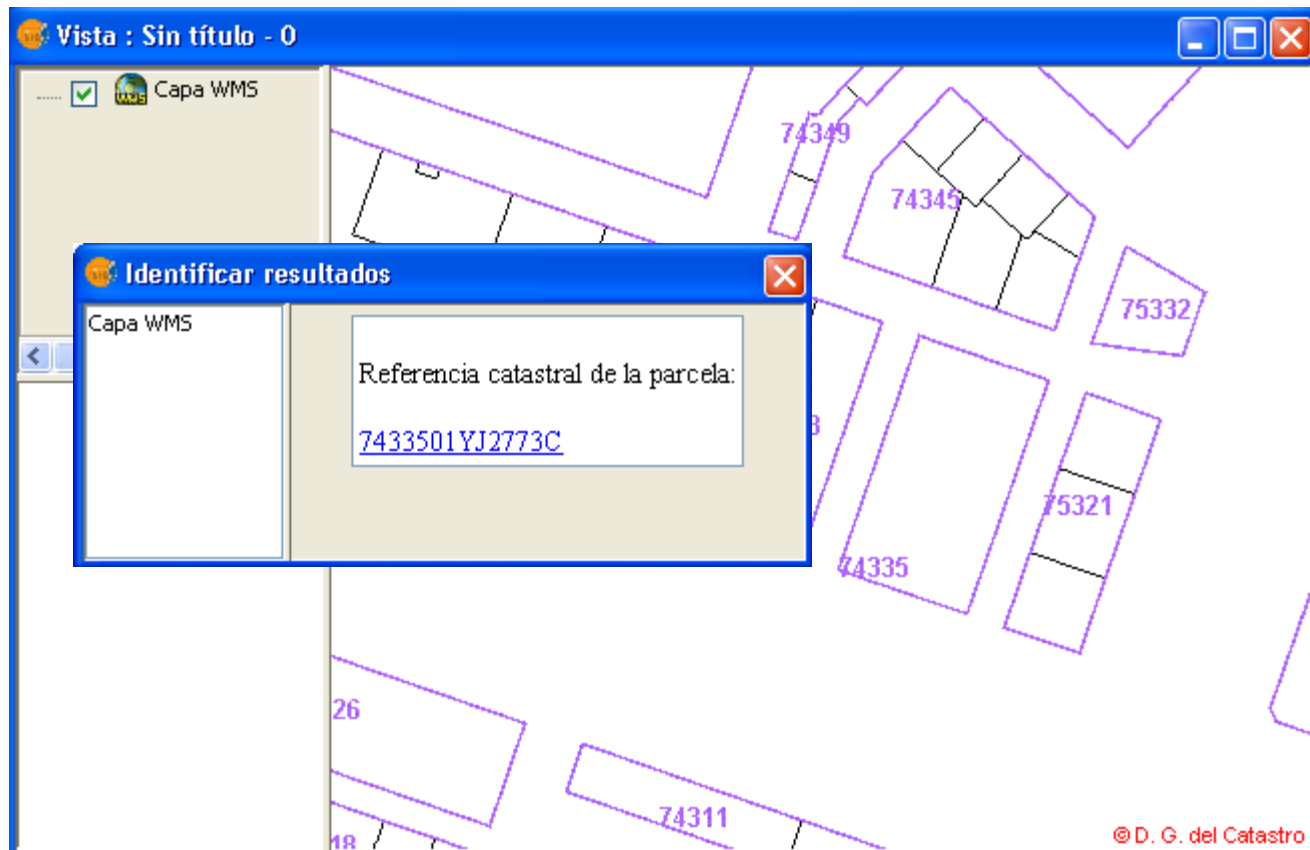 Vista : Sin título - 0
Capa WMS
74349
74345
75332
Identificar resultados
Capa WMS
Referencia catastral de la parcela:
7433501YJ2773C
75321
74335
26
74311
18
© D. G. del Catastro